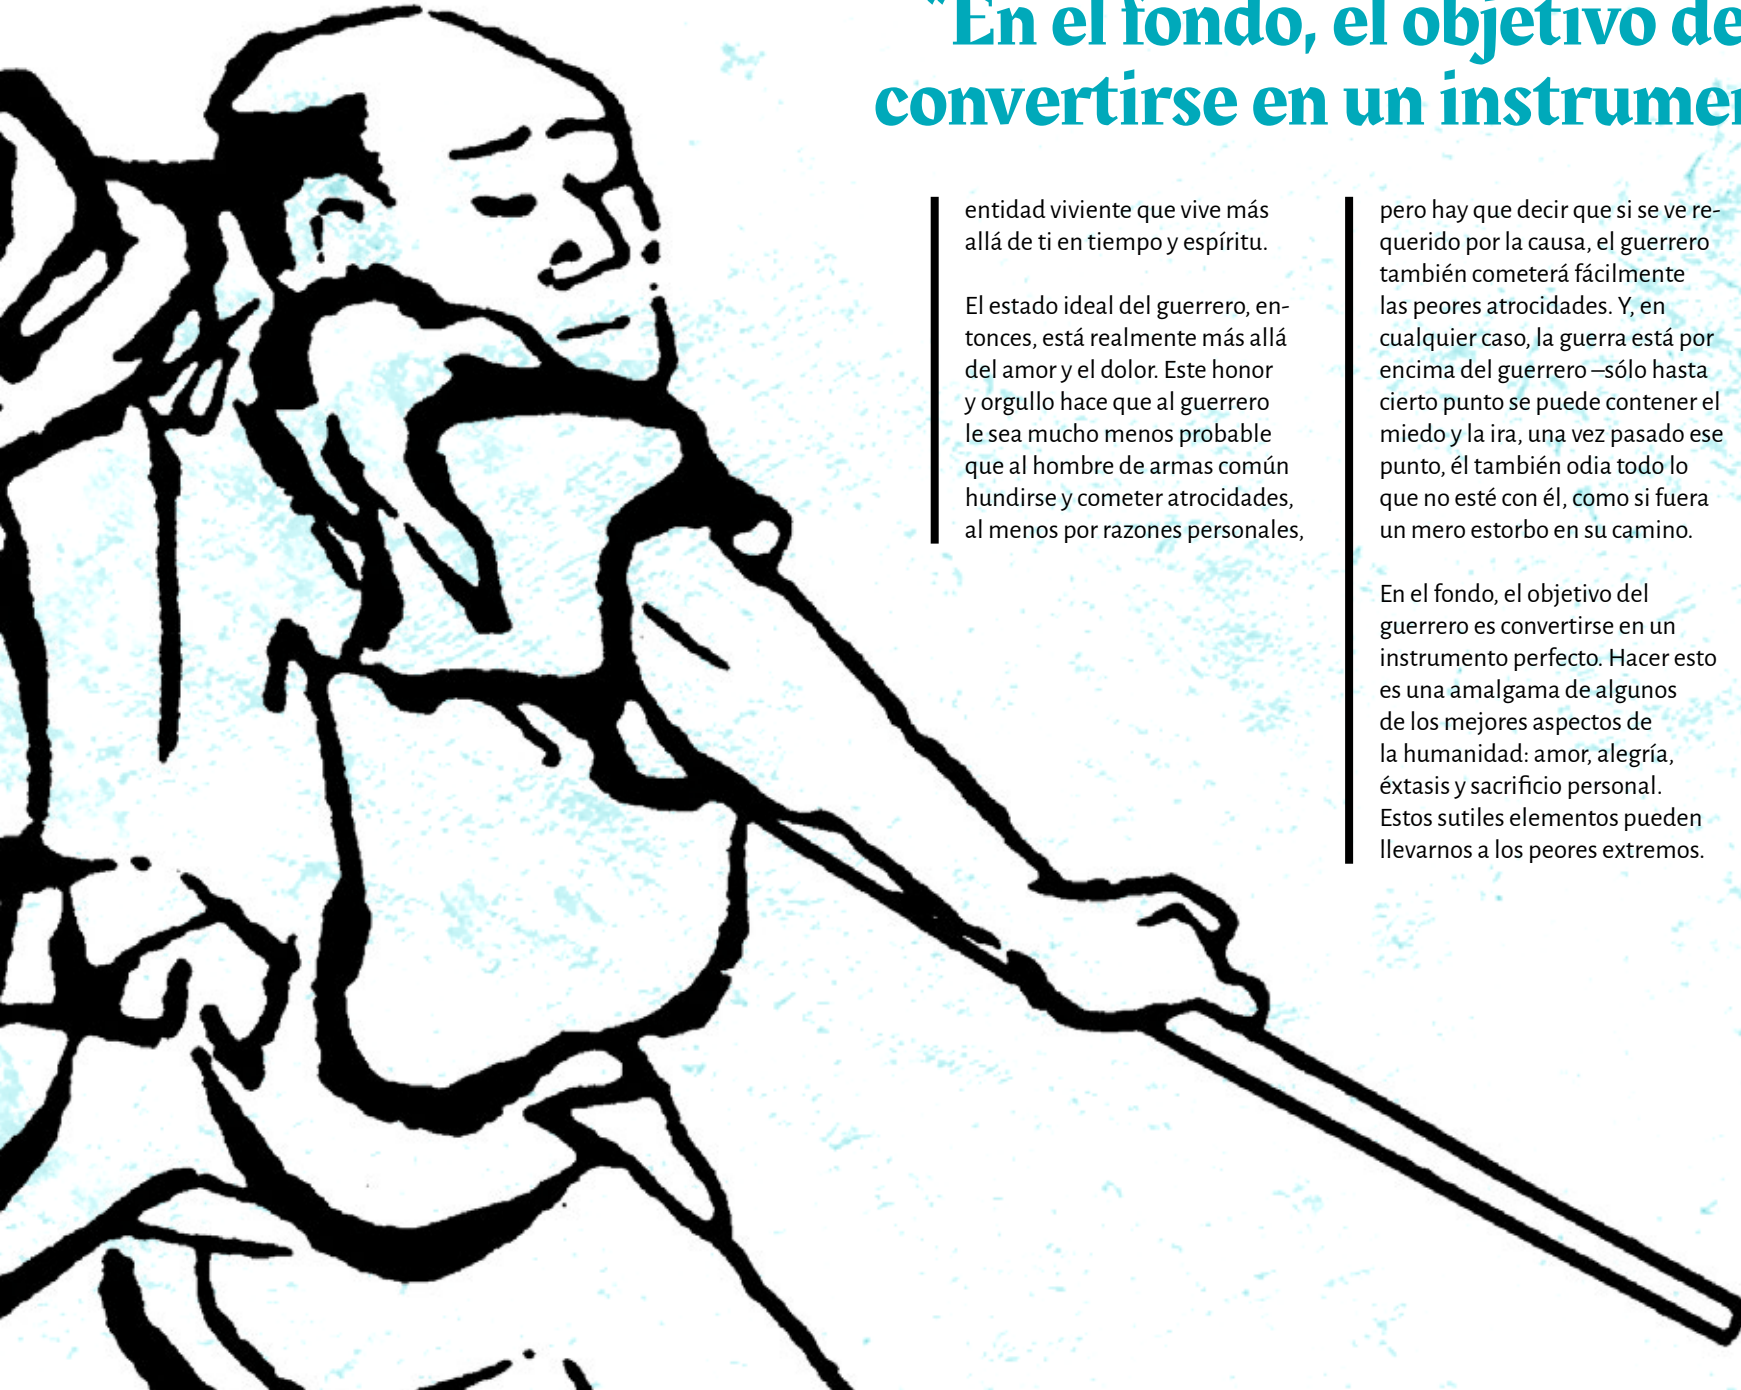 "En el fondo, el objetivo de
convertirse en un instrume
entidad viviente que vive más
allá de ti en tiempo y espíritu.
El estado ideal del guerrero, en-
tonces, está realmente más allá
del amor y el dolor. Este honor
y orgullo hace que al guerrero
le sea mucho menos probable
que al hombre de armas común
hundirse y cometer atrocidades,
al menos por razones personales,
pero hay que decir que si se ve re-
querido por la causa, el guerrero
también cometerá fácilmente
las peores atrocidades. Y, en
cualquier caso, la guerra está por
encima del guerrero –sólo hasta
cierto punto se puede contener el
miedo y la ira, una vez pasado ese
punto, él también odia todo lo
que no esté con él, como si fuera
un mero estorbo en su camino.
En el fondo, el objetivo del
guerrero es convertirse en un
instrumento perfecto. Hacer esto
es una amalgama de algunos
de los mejores aspectos de
la humanidad: amor, alegría,
éxtasis y sacrificio personal.
Estos sutiles elementos pueden
llevarnos a los peores extremos.